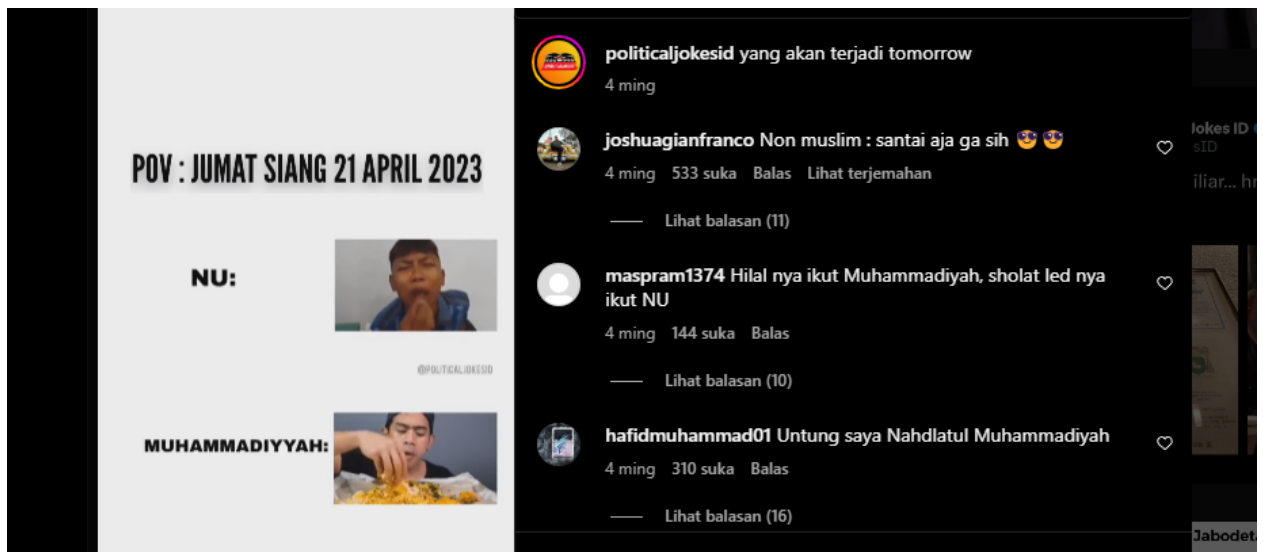 POV : JUMAT SIANG 21 APRIL 2023
NU:
@POLITICALJOKESID
MUHAMMADIYYAH:
politicaljokesid yang akan terjadi tomorrow
4 ming
joshuagianfranco Non muslim : santai aja ga sih 😎😎
4 ming 533 suka Balas Lihat terjemahan
Lihat balasan (11)
maspram1374 Hilal nya ikut Muhammadiyah, sholat Ied nya
ikut NU
4 ming 144 suka Balas
Lihat balasan (10)
hafidmuhammad01 Untung saya Nahdlatul Muhammadiyah
4 ming 310 suka Balas
Lihat balasan (16)
Jokes ID
sID
iliar... hr
Jabodet